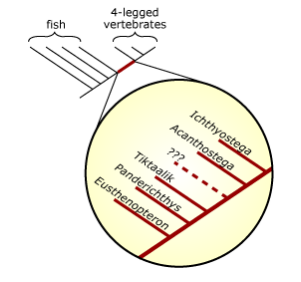 fish
4-legged
vertebrates
Ichthyostega
Acanthostega
???
Tiktaalik
Panderichthys
Eusthenopteron